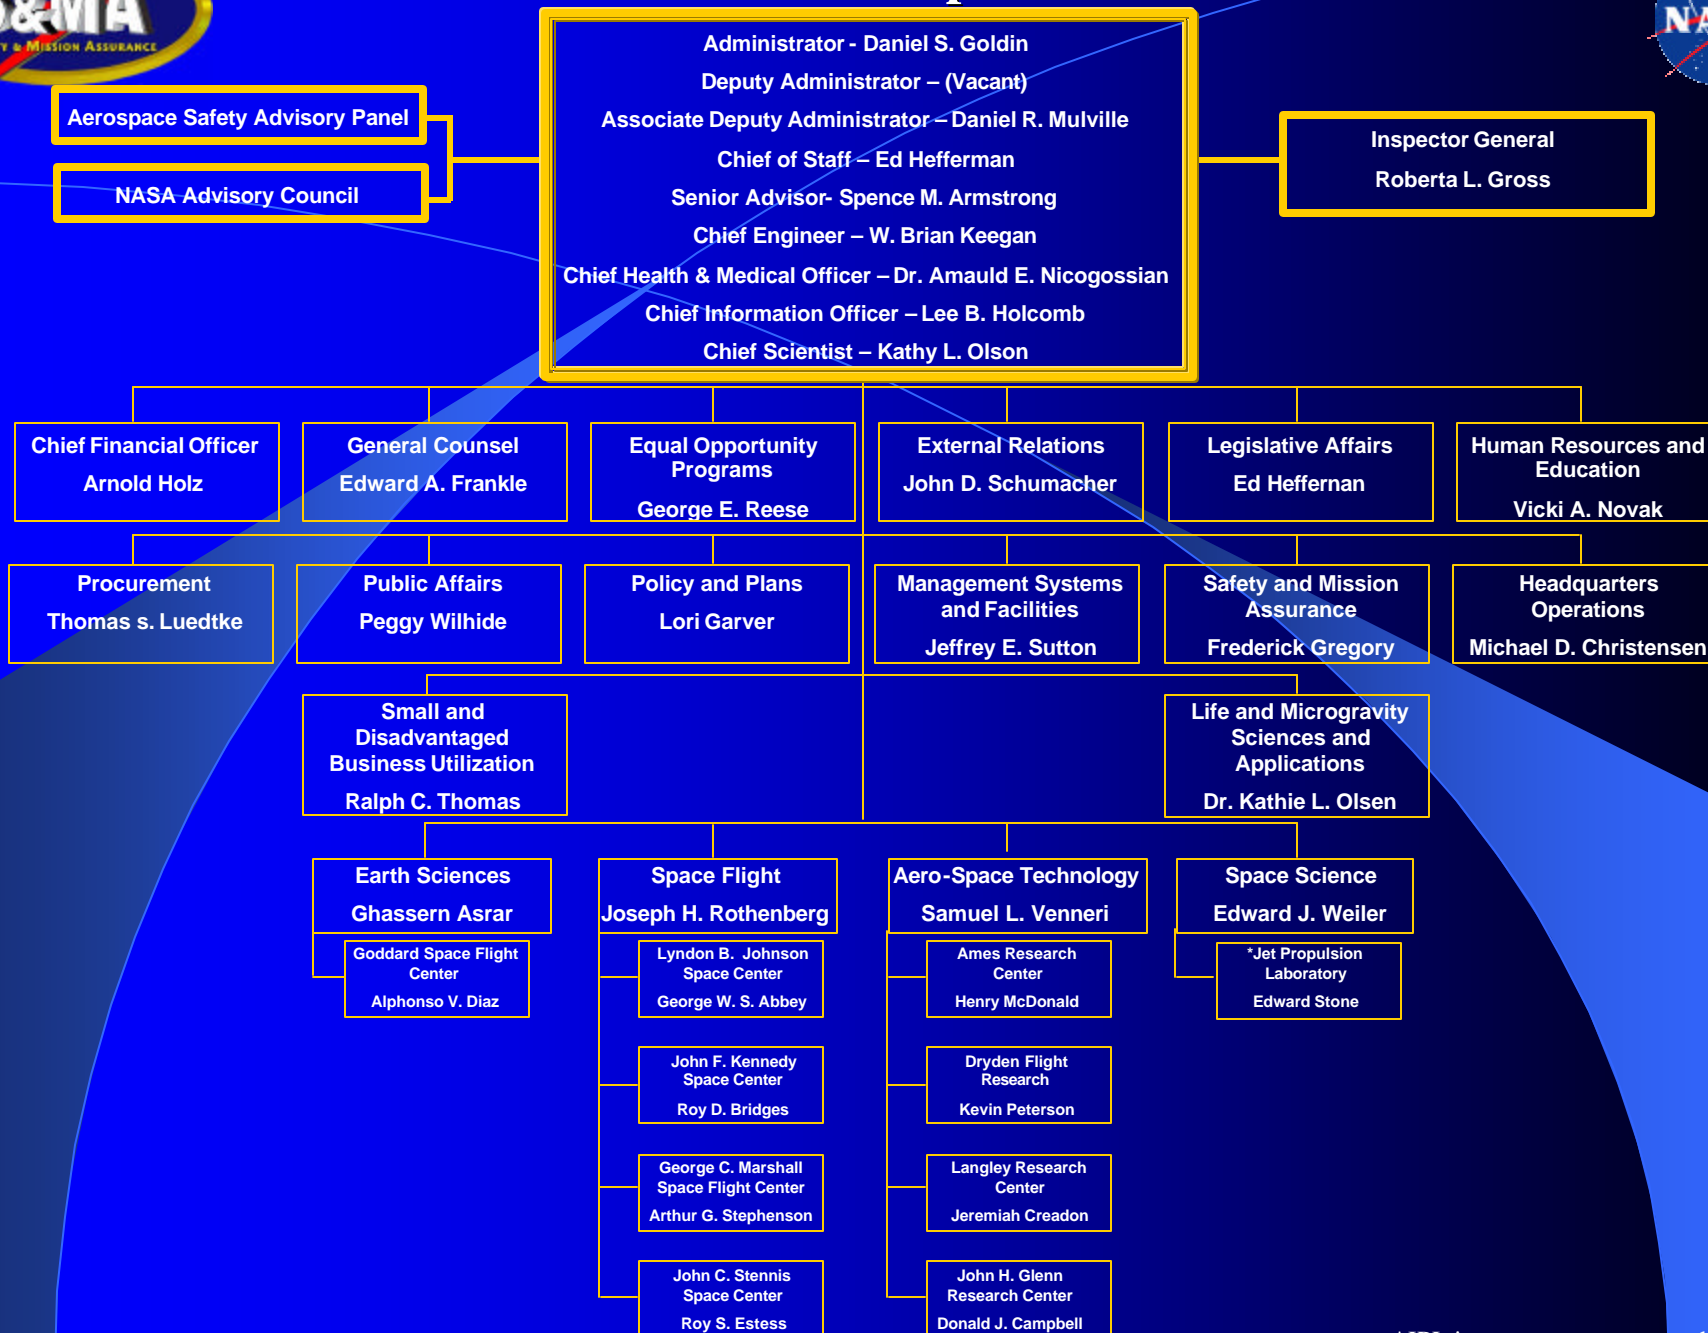 S&MA
Y & MISSION ASSURANCE
Administrator - Daniel S. Goldin
Deputy Administrator – (Vacant)
Associate Deputy Administrator – Daniel R. Mulville
Chief of Staff – Ed Hefferman
Senior Advisor- Spence M. Armstrong
Chief Engineer – W. Brian Keegan
Chief Health & Medical Officer – Dr. Amauld E. Nicogossian
Chief Information Officer – Lee B. Holcomb
Chief Scientist – Kathy L. Olson
Aerospace Safety Advisory Panel
NASA Advisory Council
Inspector General
Roberta L. Gross
Chief Financial Officer
Arnold Holz
General Counsel
Edward A. Frankle
Equal Opportunity
Programs
George E. Reese
External Relations
John D. Schumacher
Legislative Affairs
Ed Heffernan
Human Resources and
Education
Vicki A. Novak
Procurement
Thomas s. Luedtke
Public Affairs
Peggy Wilhide
Policy and Plans
Lori Garver
Management Systems
and Facilities
Jeffrey E. Sutton
Safety and Mission
Assurance
Frederick Gregory
Headquarters
Operations
Michael D. Christensen
Small and
Disadvantaged
Business Utilization
Ralph C. Thomas
Life and Microgravity
Sciences and
Applications
Dr. Kathie L. Olsen
Earth Sciences
Ghassern Asrar
Goddard Space Flight
Center
Alphonso V. Diaz
Space Flight
Joseph H. Rothenberg
Lyndon B. Johnson
Space Center
George W. S. Abbey
John F. Kennedy
Space Center
Roy D. Bridges
George C. Marshall
Space Flight Center
Arthur G. Stephenson
John C. Stennis
Space Center
Roy S. Estess
Aero-Space Technology
Samuel L. Venneri
Ames Research
Center
Henry McDonald
Dryden Flight
Research
Kevin Peterson
Langley Research
Center
Jeremiah Creadon
John H. Glenn
Research Center
Donald J. Campbell
Space Science
Edward J. Weiler
*Jet Propulsion
Laboratory
Edward Stone